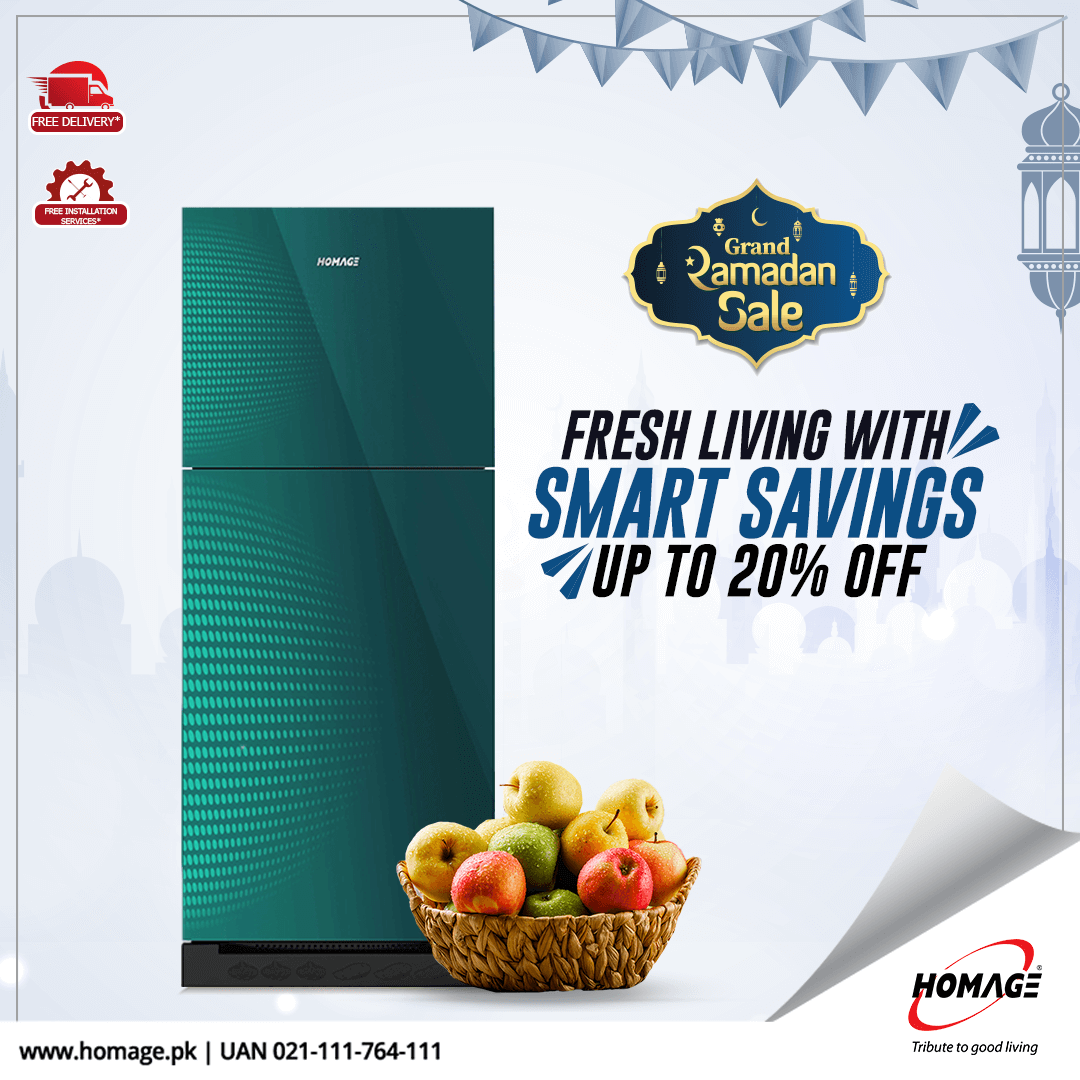 FREE DELIVERY*
FREE INSTALLATION
SERVICES*
HOMAGE
Grand
Ramadan
Sale
FRESH LIVING WITH
SMART SAVINGS
UP TO 20% OFF
HOMAGE®
Tribute to good living
www.homage.pk | UAN 021-111-764-111